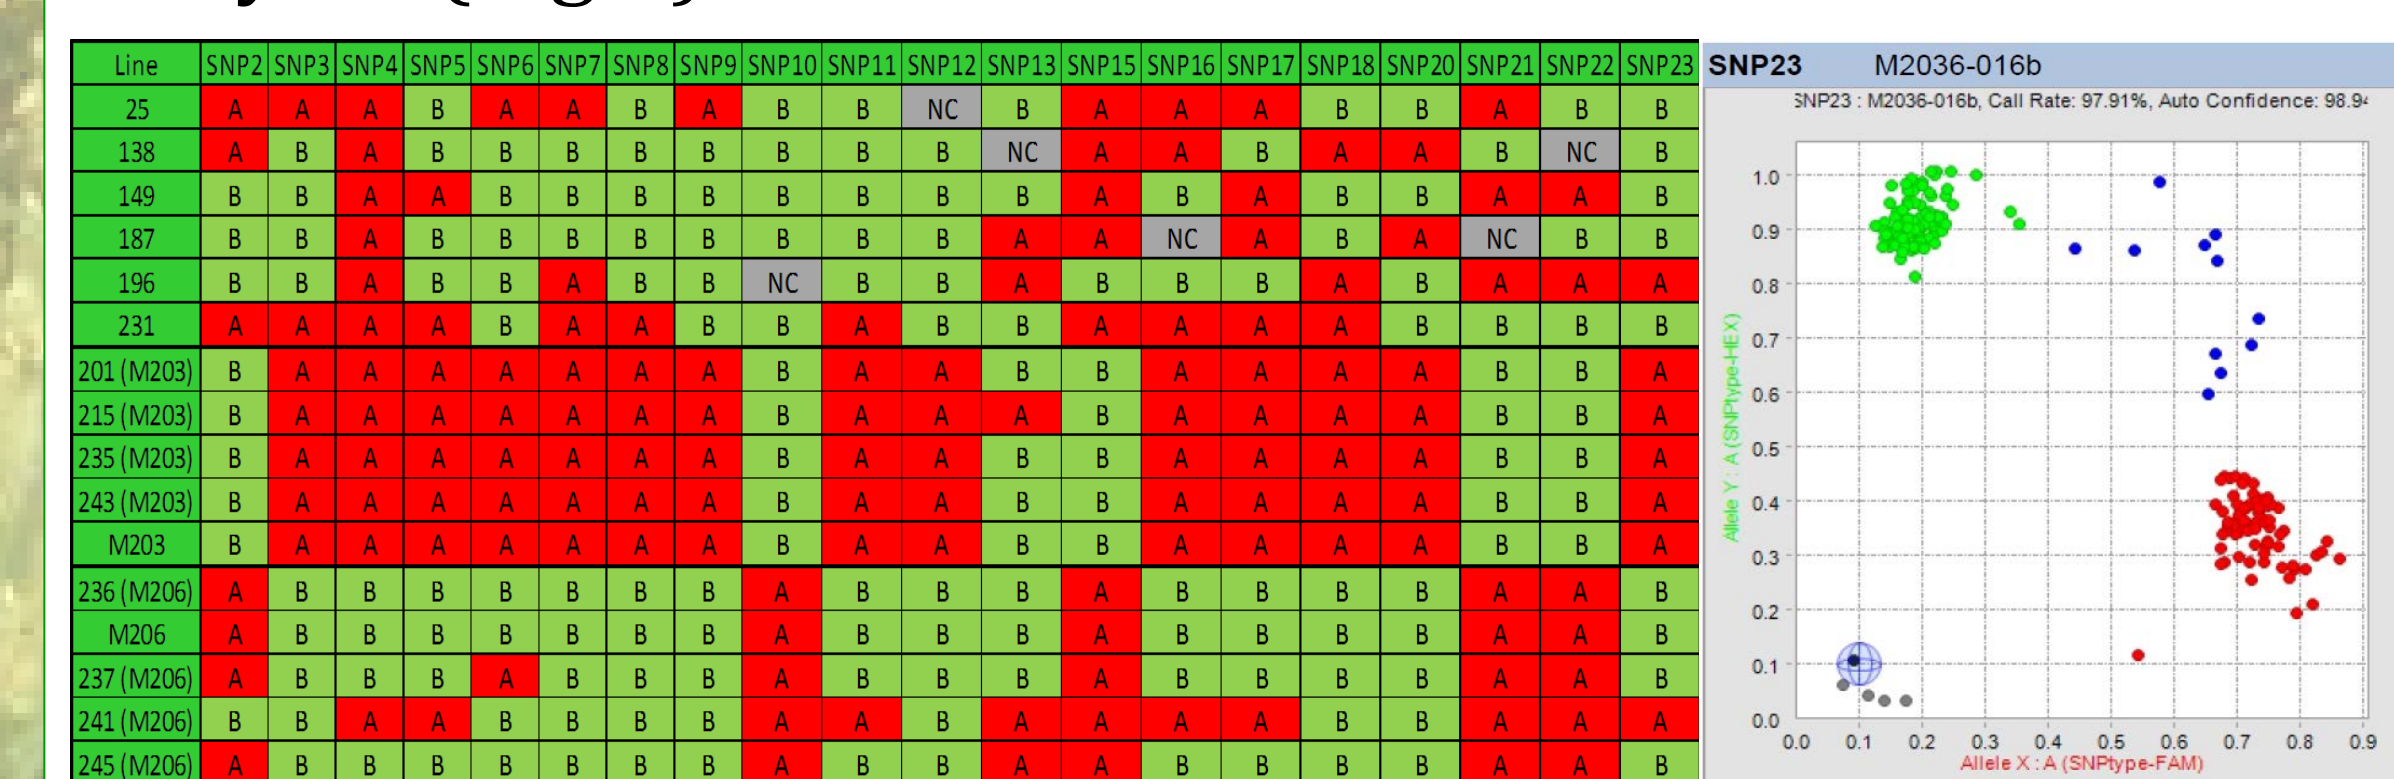 Line SNP2 SNP3 SNP4 SNP5 SNP6 SNP7 SNP8 SNP9 SNP10 SNP11 SNP12 SNP13 SNP15 SNP16 SNP17 SNP18 SNP20 SNP21 SNP22 SNP23
25 A A A B A A B A B B NC B A A A B B A B B
138 A B A B B B B B B B B NC A A B A A B NC B
149 B B A A B B B B B B B B A B A B B A A B
187 B B A B B B B B B B B A A NC A B A NC B B
196 B B A B B A B B NC B B A B B B A B A A A
231 A A A A B A A B B A B B A A A A B B B B
201 (M203) B A A A A A A A B A A B B A A A A B B A
215 (M203) B A A A A A A A B A A A B A A A A B B A
235 (M203) B A A A A A A A B A A B B A A A A B B A
243 (M203) B A A A A A A A B A A B B A A A A B B A
M203 B A A A A A A A B A A B B A A A A B B A
236 (M206) A B B B B B B B A B B B A B B B B A A B
M206 A B B B B B B B A B B B A B B B B A A B
237 (M206) A B B B A B B B A B B B A B B B B A A B
241 (M206) B B A A B B B B A A B A A A A B B A A A
245 (M206) A B B B B B B B A B B A A B B B B A A B
SNP23 M2036-016b
SNP23 : M2036-016b, Call Rate: 97.91%, Auto Confidence: 98.94
Allele Y : A (SNPtype-HEX)
1.0
0.9
0.8
0.7
0.6
0.5
0.4
0.3
0.2
0.1
0.0
0.0 0.1 0.2 0.3 0.4 0.5 0.6 0.7 0.8 0.9
Allele X : A (SNPtype-FAM)